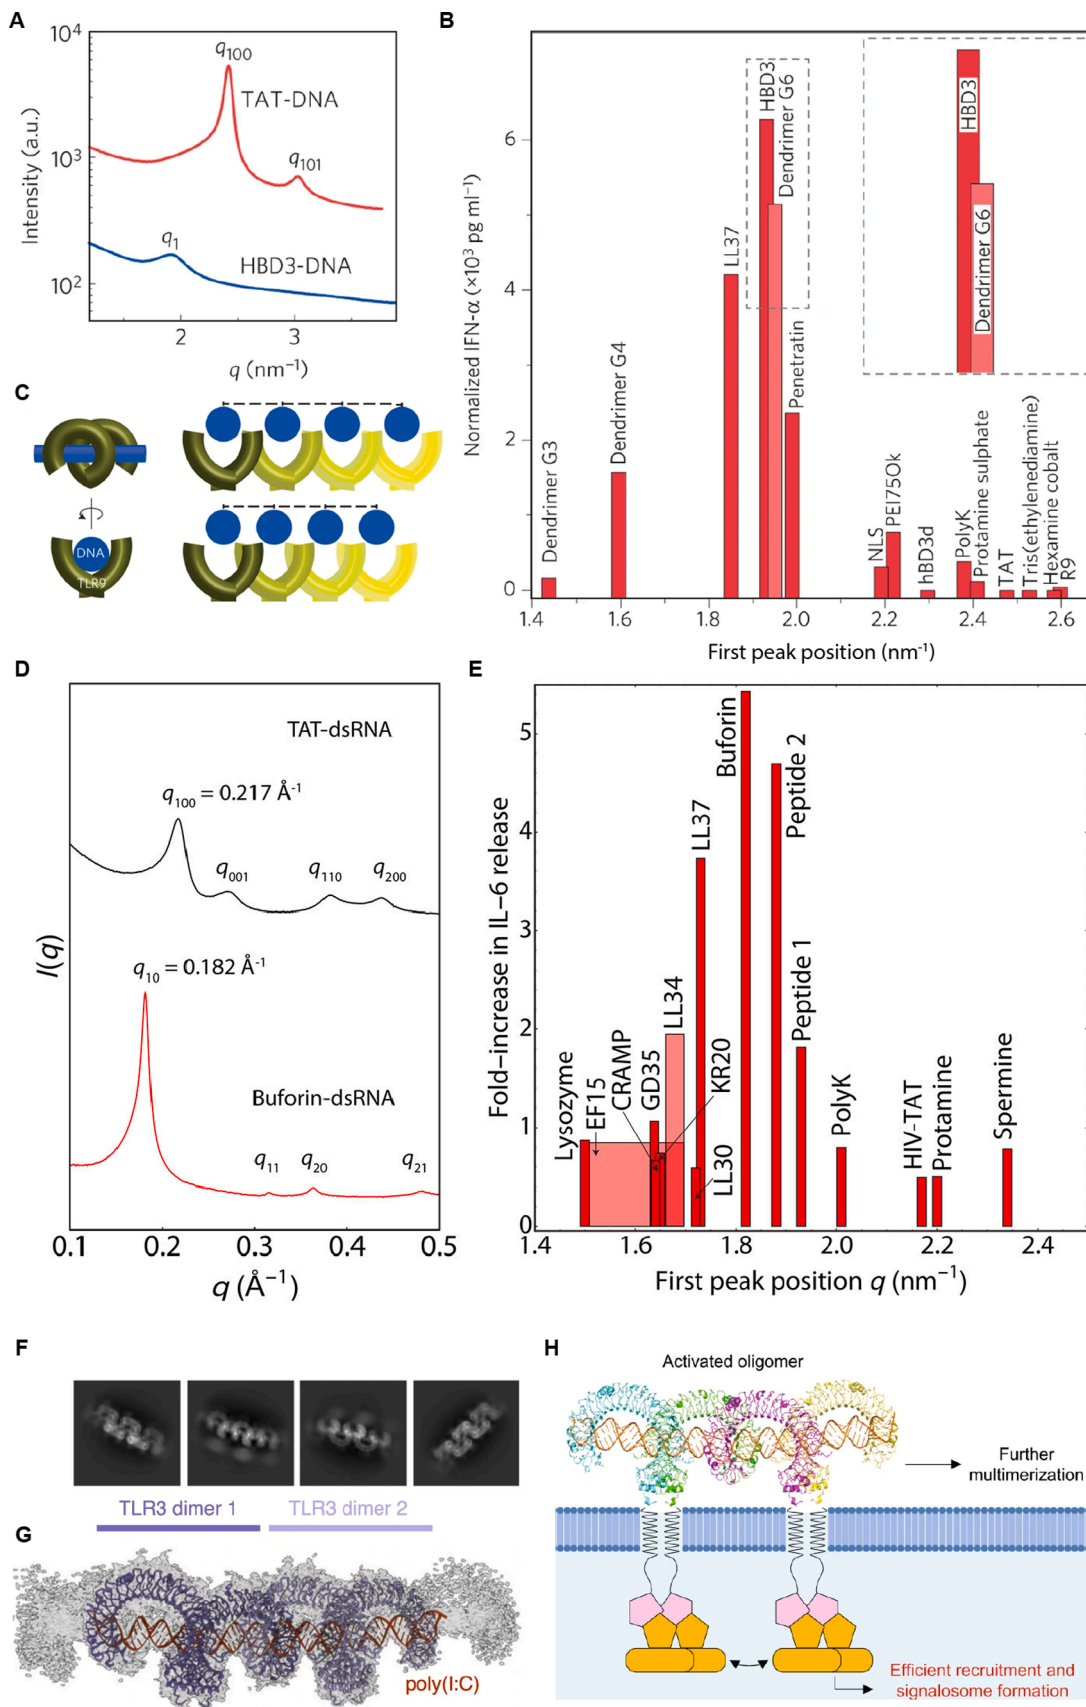 A
10⁴
q₁₀₀
TAT-DNA
10³
q₁₀₁
Intensity (a.u.)
q₁
HBD3-DNA
10²
2
3
q (nm⁻¹)
B
Normalized IFN-α (×10³ pg ml⁻¹)
6
4
2
0
Dendrimer G3
Dendrimer G4
LL37
HBD3
Dendrimer G6
Penetratin
NLS
PEI750k
hBD3d
PolyK
Protamine sulphate
TAT
Tris(ethylenediamine)
Hexamine cobalt
R9
HBD3
Dendrimer G6
1.4
1.6
1.8
2.0
2.2
2.4
2.6
First peak position (nm⁻¹)
C
DNA
TLR9
D
TAT-dsRNA
q₁₀₀ = 0.217 Å⁻¹
q₀₀₁
q₁₁₀
q₂₀₀
I(q)
q₁₀ = 0.182 Å⁻¹
Buforin-dsRNA
q₁₁
q₂₀
q₂₁
0.1
0.2
0.3
0.4
0.5
q (Å⁻¹)
E
Fold–increase in IL–6 release
5
4
3
2
1
0
Lysozyme
EF15
CRAMP
GD35
LL34
KR20
LL37
LL30
Buforin
Peptide 2
Peptide 1
PolyK
HIV–TAT
Protamine
Spermine
1.4
1.6
1.8
2.0
2.2
2.4
First peak position q (nm⁻¹)
F
TLR3 dimer 1
TLR3 dimer 2
G
poly(I:C)
H
Activated oligomer
Further
multimerization
Efficient recruitment and
signalosome formation